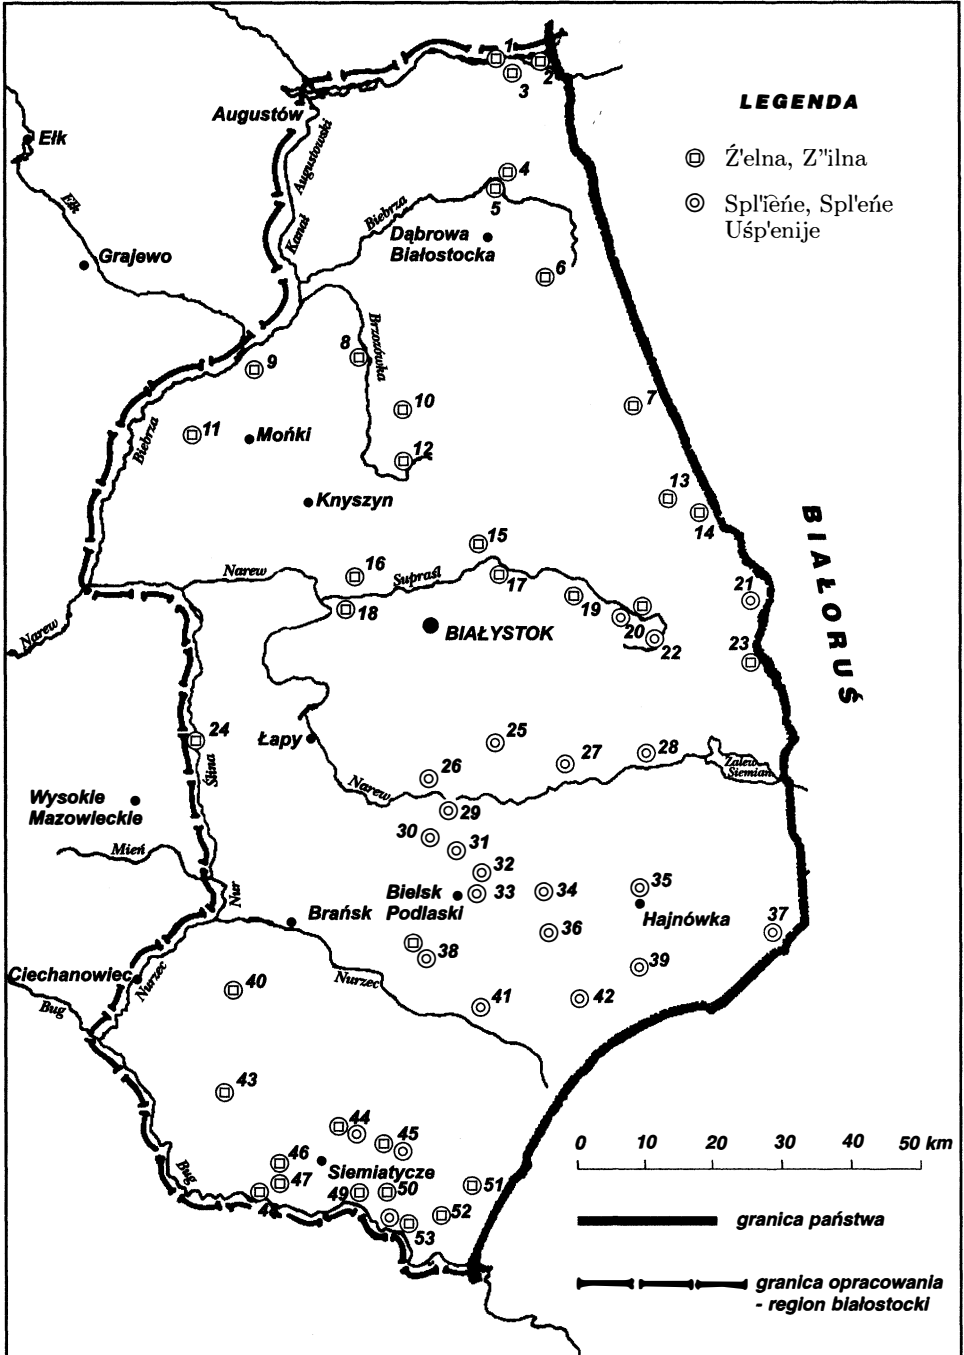 1
2
3
Augustów
Ełk
Ełk
Augustowski
Kanał
LEGENDA
Ź'elna, Z"ilna
Spl'īēńe, Spl'eńe
Uśp'enije
4
5
Biebrza
Dąbrowa
Białostocka
Grajewo
6
8
Brzozówka
9
7
10
11
Mońki
Biebrza
12
Knyszyn
13
14
BIAŁORUŚ
15
16
Narew
Supraśl
17
18
19
20
21
22
23
BIAŁYSTOK
Narew
24
Łapy
25
26
27
28
Zalew
Siemian.
Ślina
Narew
Wysokie
Mazowieckie
29
30
31
Mień
32
33
34
35
Bielsk
Podlaski
Nur
Brańsk
Hajnówka
36
37
38
39
Ciechanowiec
Nurzec
Nurzec
40
Bug
41
42
43
44
45
46
47
Siemiatycze
Bug
49
50
51
52
53
0 10 20 30 40 50 km
granica państwa
granica opracowania
- region białostocki